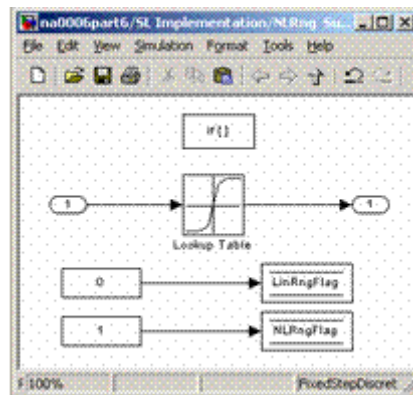 na0006part6/SL Implementation/NLRng Su...
File Edit View Simulation Format Tools Help
if { }
1 1
Lookup Table
0 LinRngFlag
1 NLRngFlag
100% FixedStepDiscret